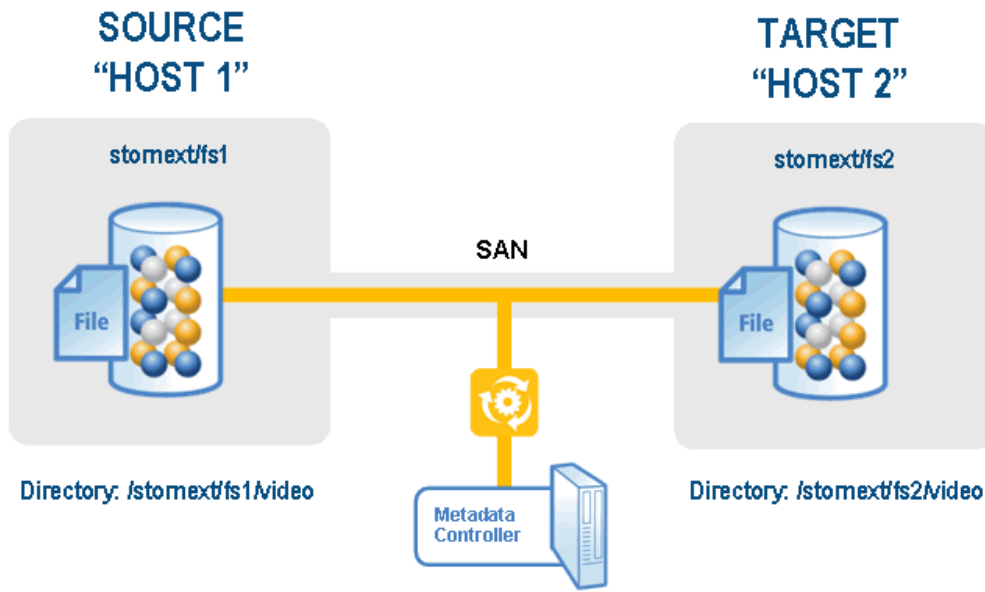 SOURCE
“HOST 1”
TARGET
“HOST 2”
stornext/fs1
stornext/fs2
SAN
File
File
Directory: /stornext/fs1/video
Directory: /stornext/fs2/video
Metadata
Controller